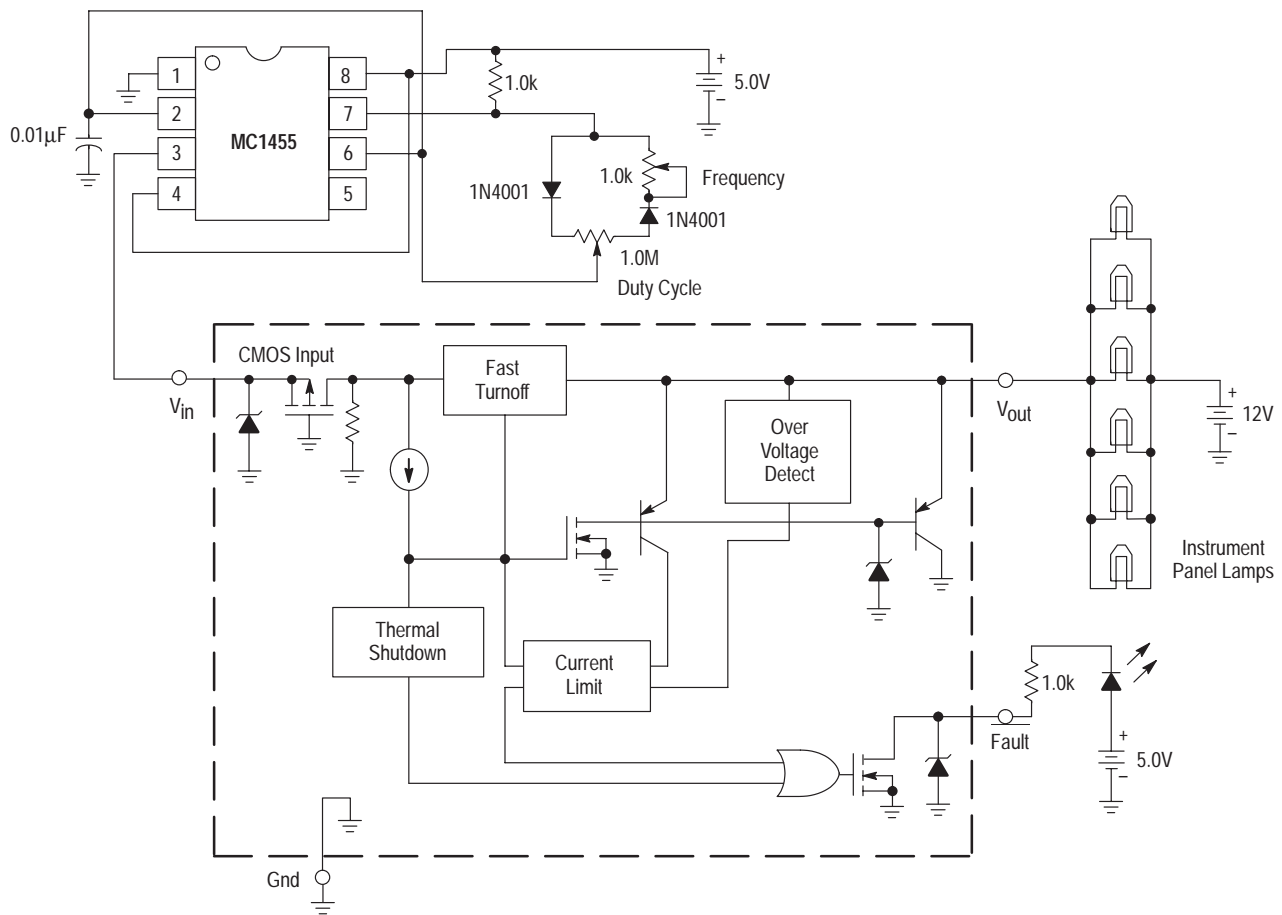 1
2
3
4
MC1455
8
7
6
5
0.01µF
1.0k
+
5.0V
–
1N4001
1.0k
Frequency
1N4001
1.0M
Duty Cycle
CMOS Input
Vin
Fast
Turnoff
Over
Voltage
Detect
Vout
+
12V
–
Instrument
Panel Lamps
Thermal
Shutdown
Current
Limit
1.0k
Fault
+
5.0V
–
Gnd